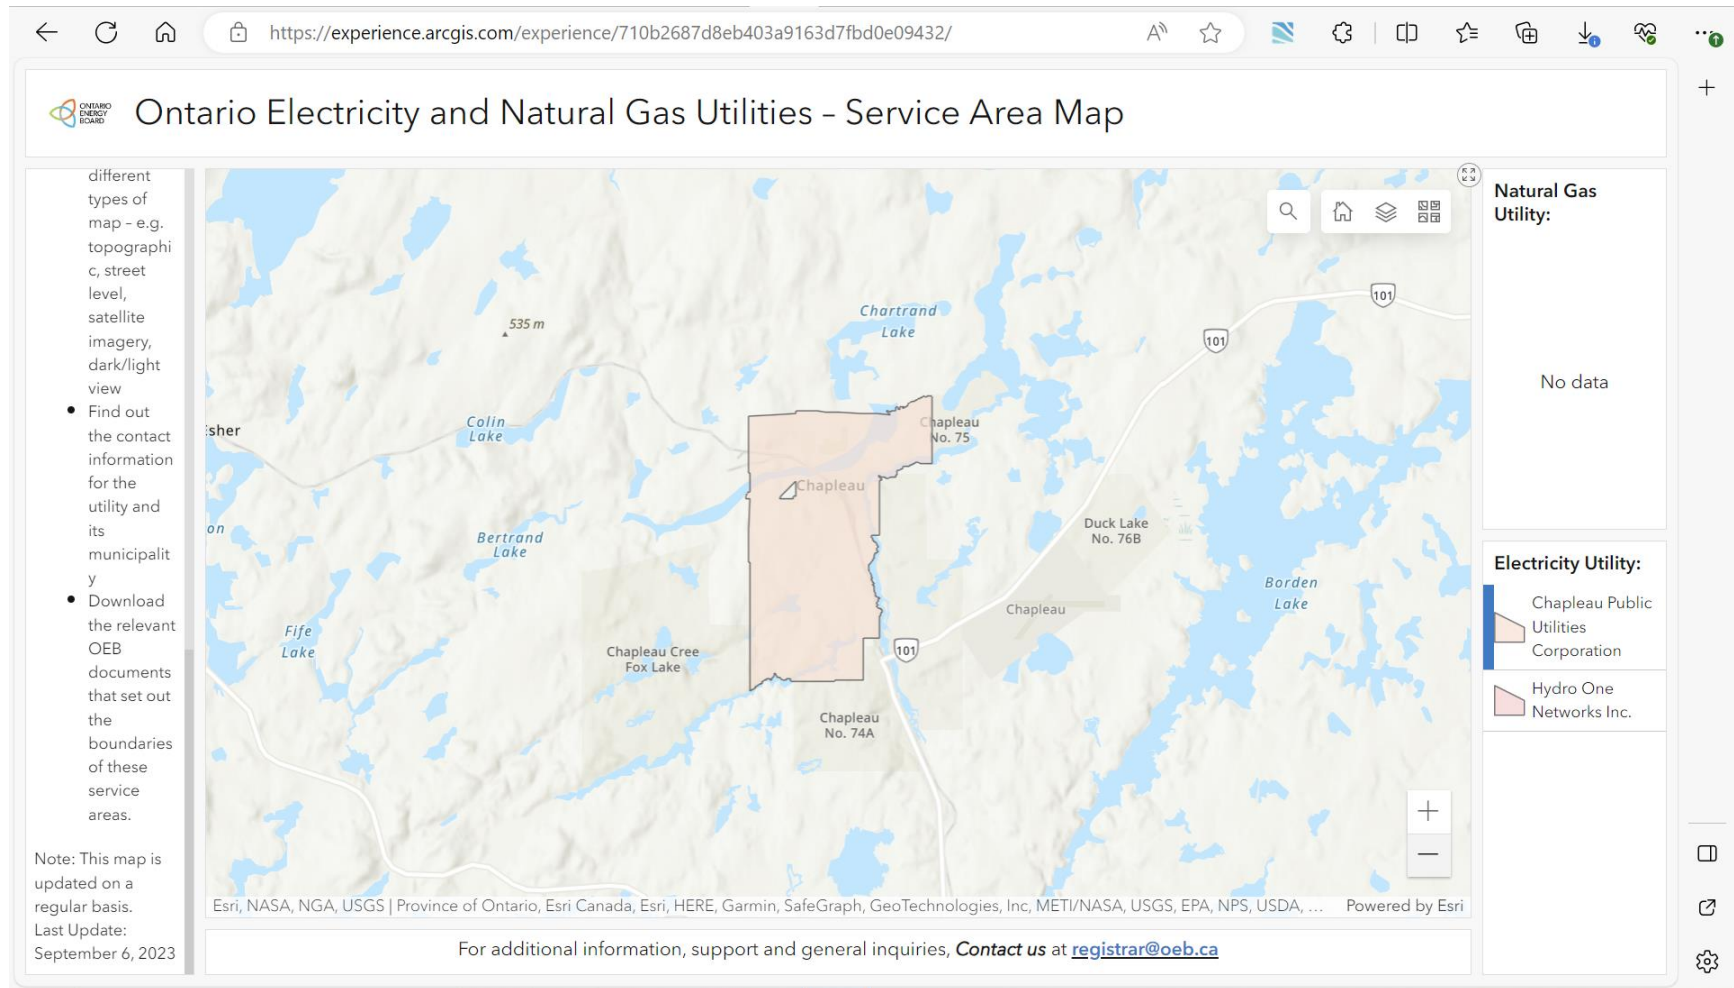 https://experience.arcgis.com/experience/710b2687d8eb403a9163d7fbd0e09432/
ONTARIO
ENERGY
BOARD
Ontario Electricity and Natural Gas Utilities – Service Area Map
different
types of
map – e.g.
topographi
c, street
level,
satellite
imagery,
dark/light
view
• Find out
the contact
information
for the
utility and
its
municipalit
y
• Download
the relevant
OEB
documents
that set out
the
boundaries
of these
service
areas.
Note: This map is
updated on a
regular basis.
Last Update:
September 6, 2023
535 m
Chartrand
Lake
101
101
Colin
Lake
sher
Chapleau
No. 75
Chapleau
on
Bertrand
Lake
Duck Lake
No. 76B
Borden
Lake
Chapleau
Fife
Lake
Chapleau Cree
Fox Lake
101
Chapleau
No. 74A
Esri, NASA, NGA, USGS | Province of Ontario, Esri Canada, Esri, HERE, Garmin, SafeGraph, GeoTechnologies, Inc, METI/NASA, USGS, EPA, NPS, USDA, ...
Powered by Esri
For additional information, support and general inquiries, Contact us at registrar@oeb.ca
Natural Gas
Utility:
No data
Electricity Utility:
Chapleau Public
Utilities
Corporation
Hydro One
Networks Inc.